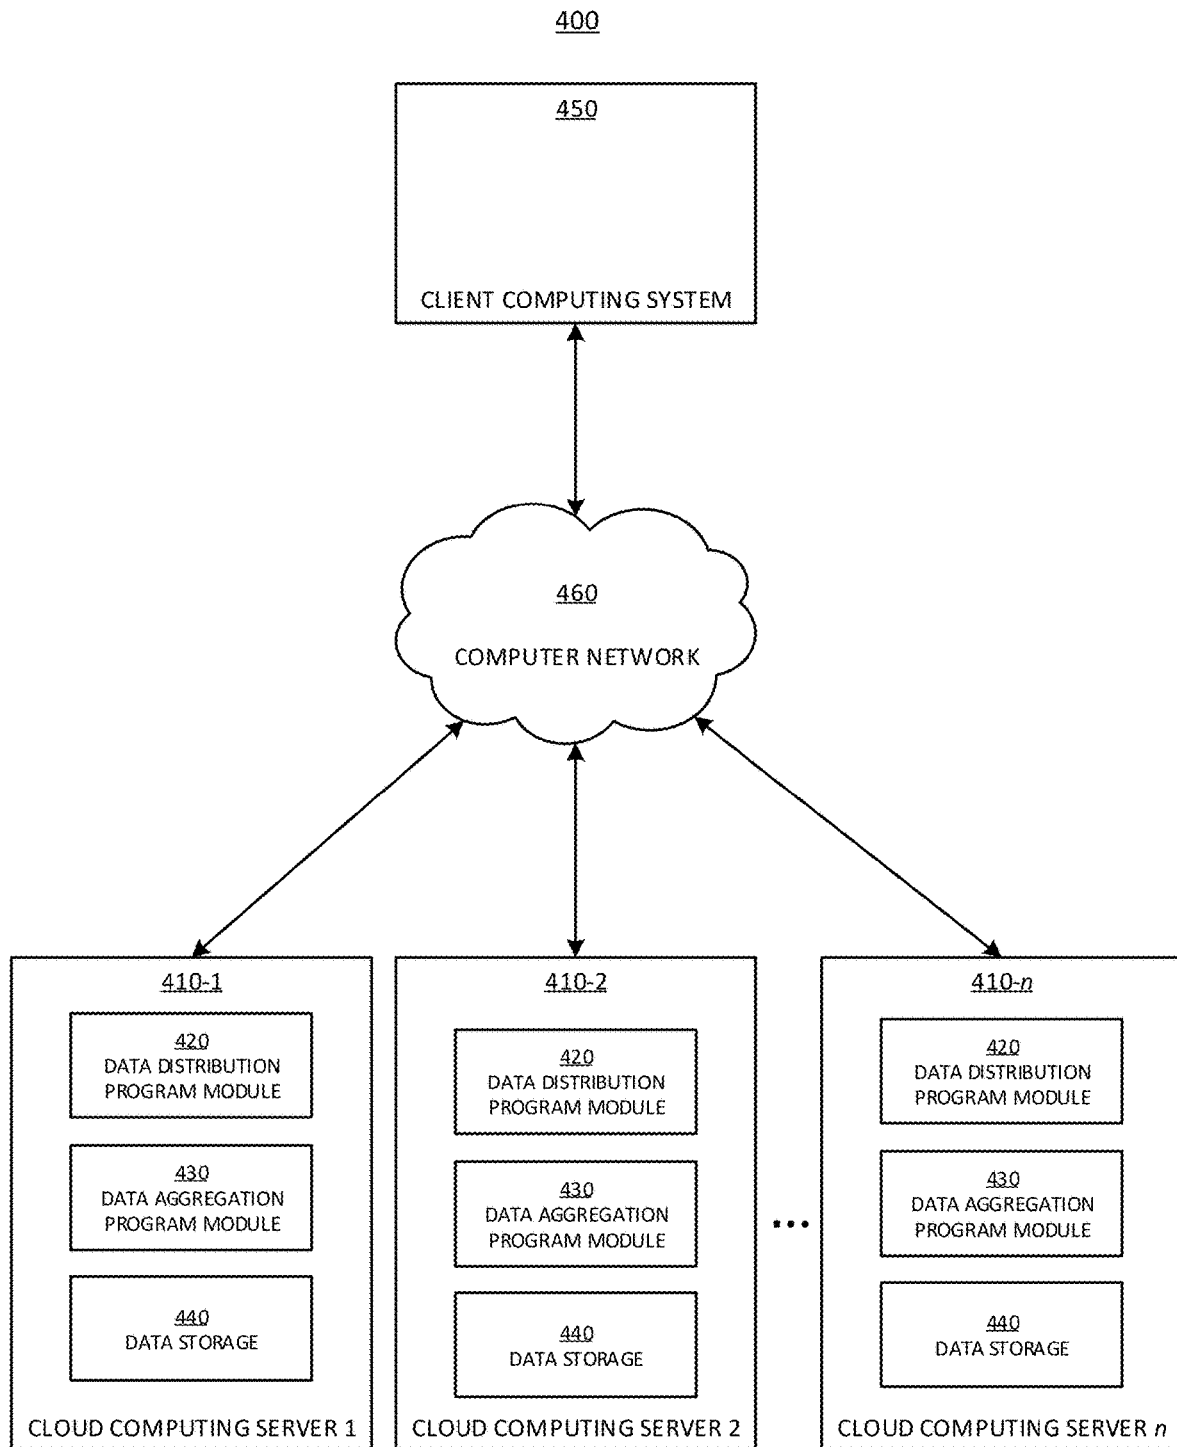 400
450
CLIENT COMPUTING SYSTEM
460
COMPUTER NETWORK
410-1
420
DATA DISTRIBUTION
PROGRAM MODULE
430
DATA AGGREGATION
PROGRAM MODULE
440
DATA STORAGE
CLOUD COMPUTING SERVER 1
410-2
420
DATA DISTRIBUTION
PROGRAM MODULE
430
DATA AGGREGATION
PROGRAM MODULE
440
DATA STORAGE
CLOUD COMPUTING SERVER 2
...
410-n
420
DATA DISTRIBUTION
PROGRAM MODULE
430
DATA AGGREGATION
PROGRAM MODULE
440
DATA STORAGE
CLOUD COMPUTING SERVER n